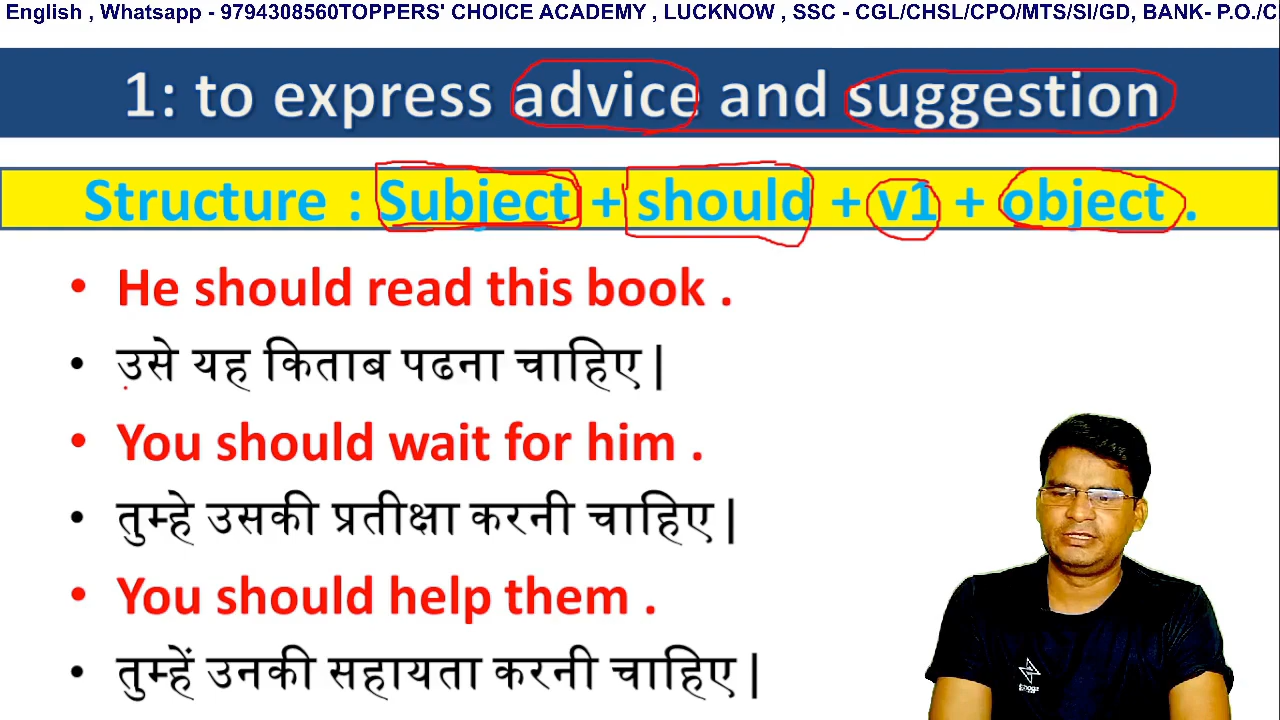 English , Whatsapp - 9794308560TOPPERS' CHOICE ACADEMY , LUCKNOW , SSC - CGL/CHSL/CPO/MTS/SI/GD, BANK- P.O./C
1: to express advice and suggestion
Structure : Subject + should + v1 + object .
• He should read this book .
• उसे यह किताब पढना चाहिए |
• You should wait for him .
• तुम्हे उसकी प्रतीक्षा करनी चाहिए |
• You should help them .
• तुम्हें उनकी सहायता करनी चाहिए |